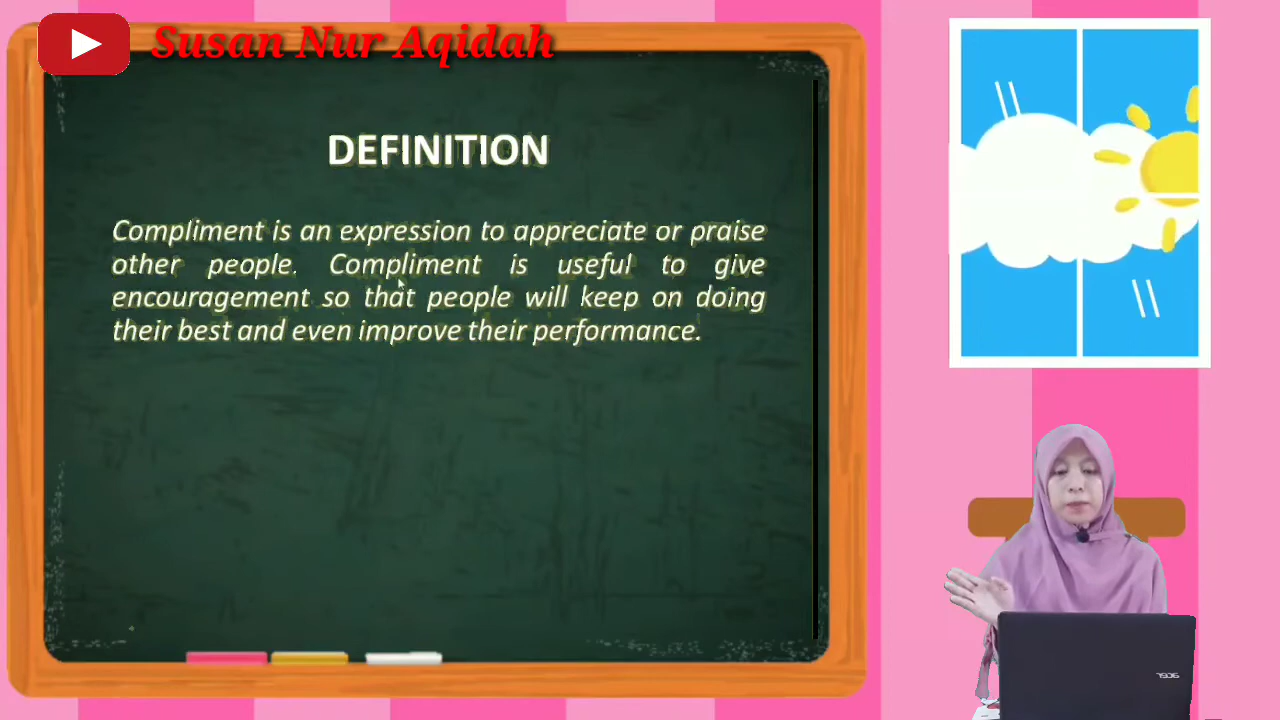 Susan Nur Aqidah
DEFINITION
Compliment is an expression to appreciate or praise
other people. Compliment is useful to give
encouragement so that people will keep on doing
their best and even improve their performance.
acer